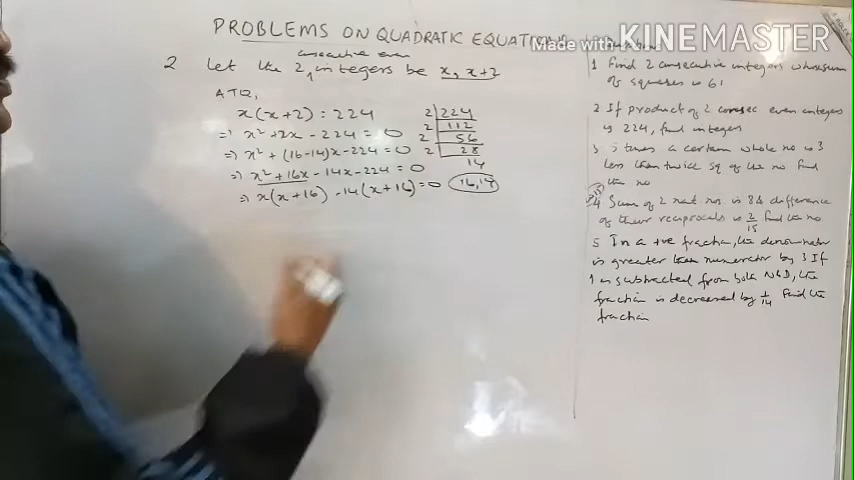 PROBLEMS ON QUADRATIC EQUATIONS
Made with KINEMASTER
consecutive even
2 Let the 2 integers be x, x+2
ATQ,
x(x+2) = 224
⇒ x² + 2x - 224 = 0
⇒ x² + (16-14)x - 224 = 0
⇒ x² + 16x - 14x - 224 = 0
⇒ x(x+16) - 14(x+16) = 0
2 | 224
2 | 112
2 | 56
2 | 28
14
16, 14
1 Find 2 consecutive integers whose sum
of squares is 61
2 If product of 2 consec even integers
is 224, find integers
3 5 times a certain whole no is 3
less than twice sq of the no find
the no
4 Sum of 2 nat nos. is 8 & difference
of their reciprocals is 2/15 find the no
5 In a +ve fraction, the denominator
is greater than numerator by 3 If
1 is subtracted from both N & D, the
fraction is decreased by 1/14 Find the
fraction